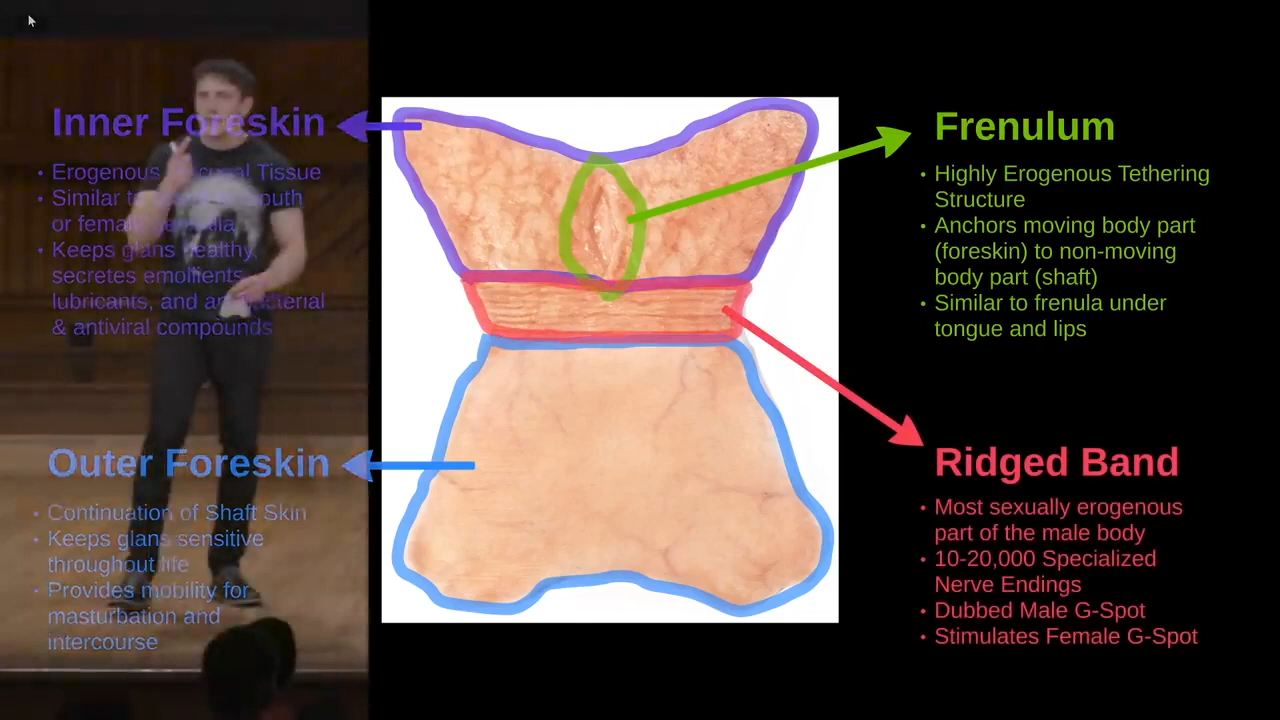 Inner Foreskin
• Erogenous Mucosal Tissue
• Similar to
mouth
or female genitalia
• Keeps glans healthy,
secretes emollients,
lubricants, and antibacterial
& antiviral compounds
Outer Foreskin
• Continuation of Shaft Skin
• Keeps glans sensitive
throughout life
• Provides mobility for
masturbation and
intercourse
Frenulum
• Highly Erogenous Tethering
Structure
• Anchors moving body part
(foreskin) to non-moving
body part (shaft)
• Similar to frenula under
tongue and lips
Ridged Band
• Most sexually erogenous
part of the male body
• 10-20,000 Specialized
Nerve Endings
• Dubbed Male G-Spot
• Stimulates Female G-Spot